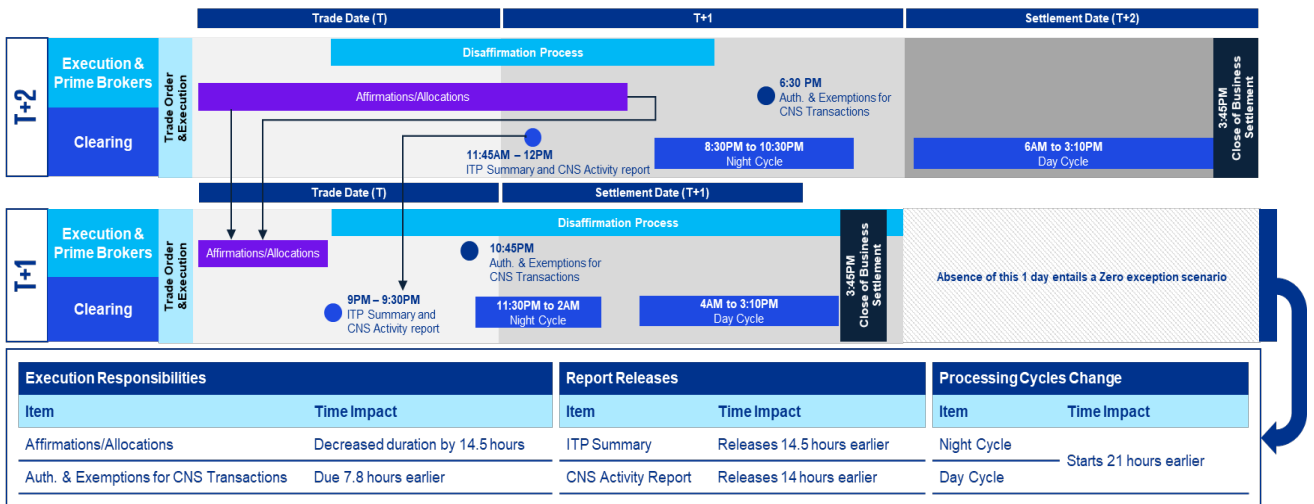 Trade Date (T)
T+1
Settlement Date (T+2)
T+2
Execution &
Prime Brokers
Clearing
Trade Order
&Execution
Disaffirmation Process
Affirmations/Allocations
6:30 PM
Auth. & Exemptions for
CNS Transactions
11:45AM – 12PM
ITP Summary and CNS Activity report
8:30PM to 10:30PM
Night Cycle
6AM to 3:10PM
Day Cycle
3:45PM
Close of Business
Settlement
Trade Date (T)
Settlement Date (T+1)
T+1
Execution &
Prime Brokers
Clearing
Trade Order
&Execution
Disaffirmation Process
Affirmations/Allocations
10:45PM
Auth. & Exemptions for
CNS Transactions
9PM – 9:30PM
ITP Summary and
CNS Activity report
11:30PM to 2AM
Night Cycle
4AM to 3:10PM
Day Cycle
3:45PM
Close of Business
Settlement
Absence of this 1 day entails a Zero exception scenario
Execution Responsibilities
Item Time Impact
Affirmations/Allocations Decreased duration by 14.5 hours
Auth. & Exemptions for CNS Transactions Due 7.8 hours earlier
Report Releases
Item Time Impact
ITP Summary Releases 14.5 hours earlier
CNS Activity Report Releases 14 hours earlier
Processing Cycles Change
Item Time Impact
Night Cycle
Starts 21 hours earlier
Day Cycle